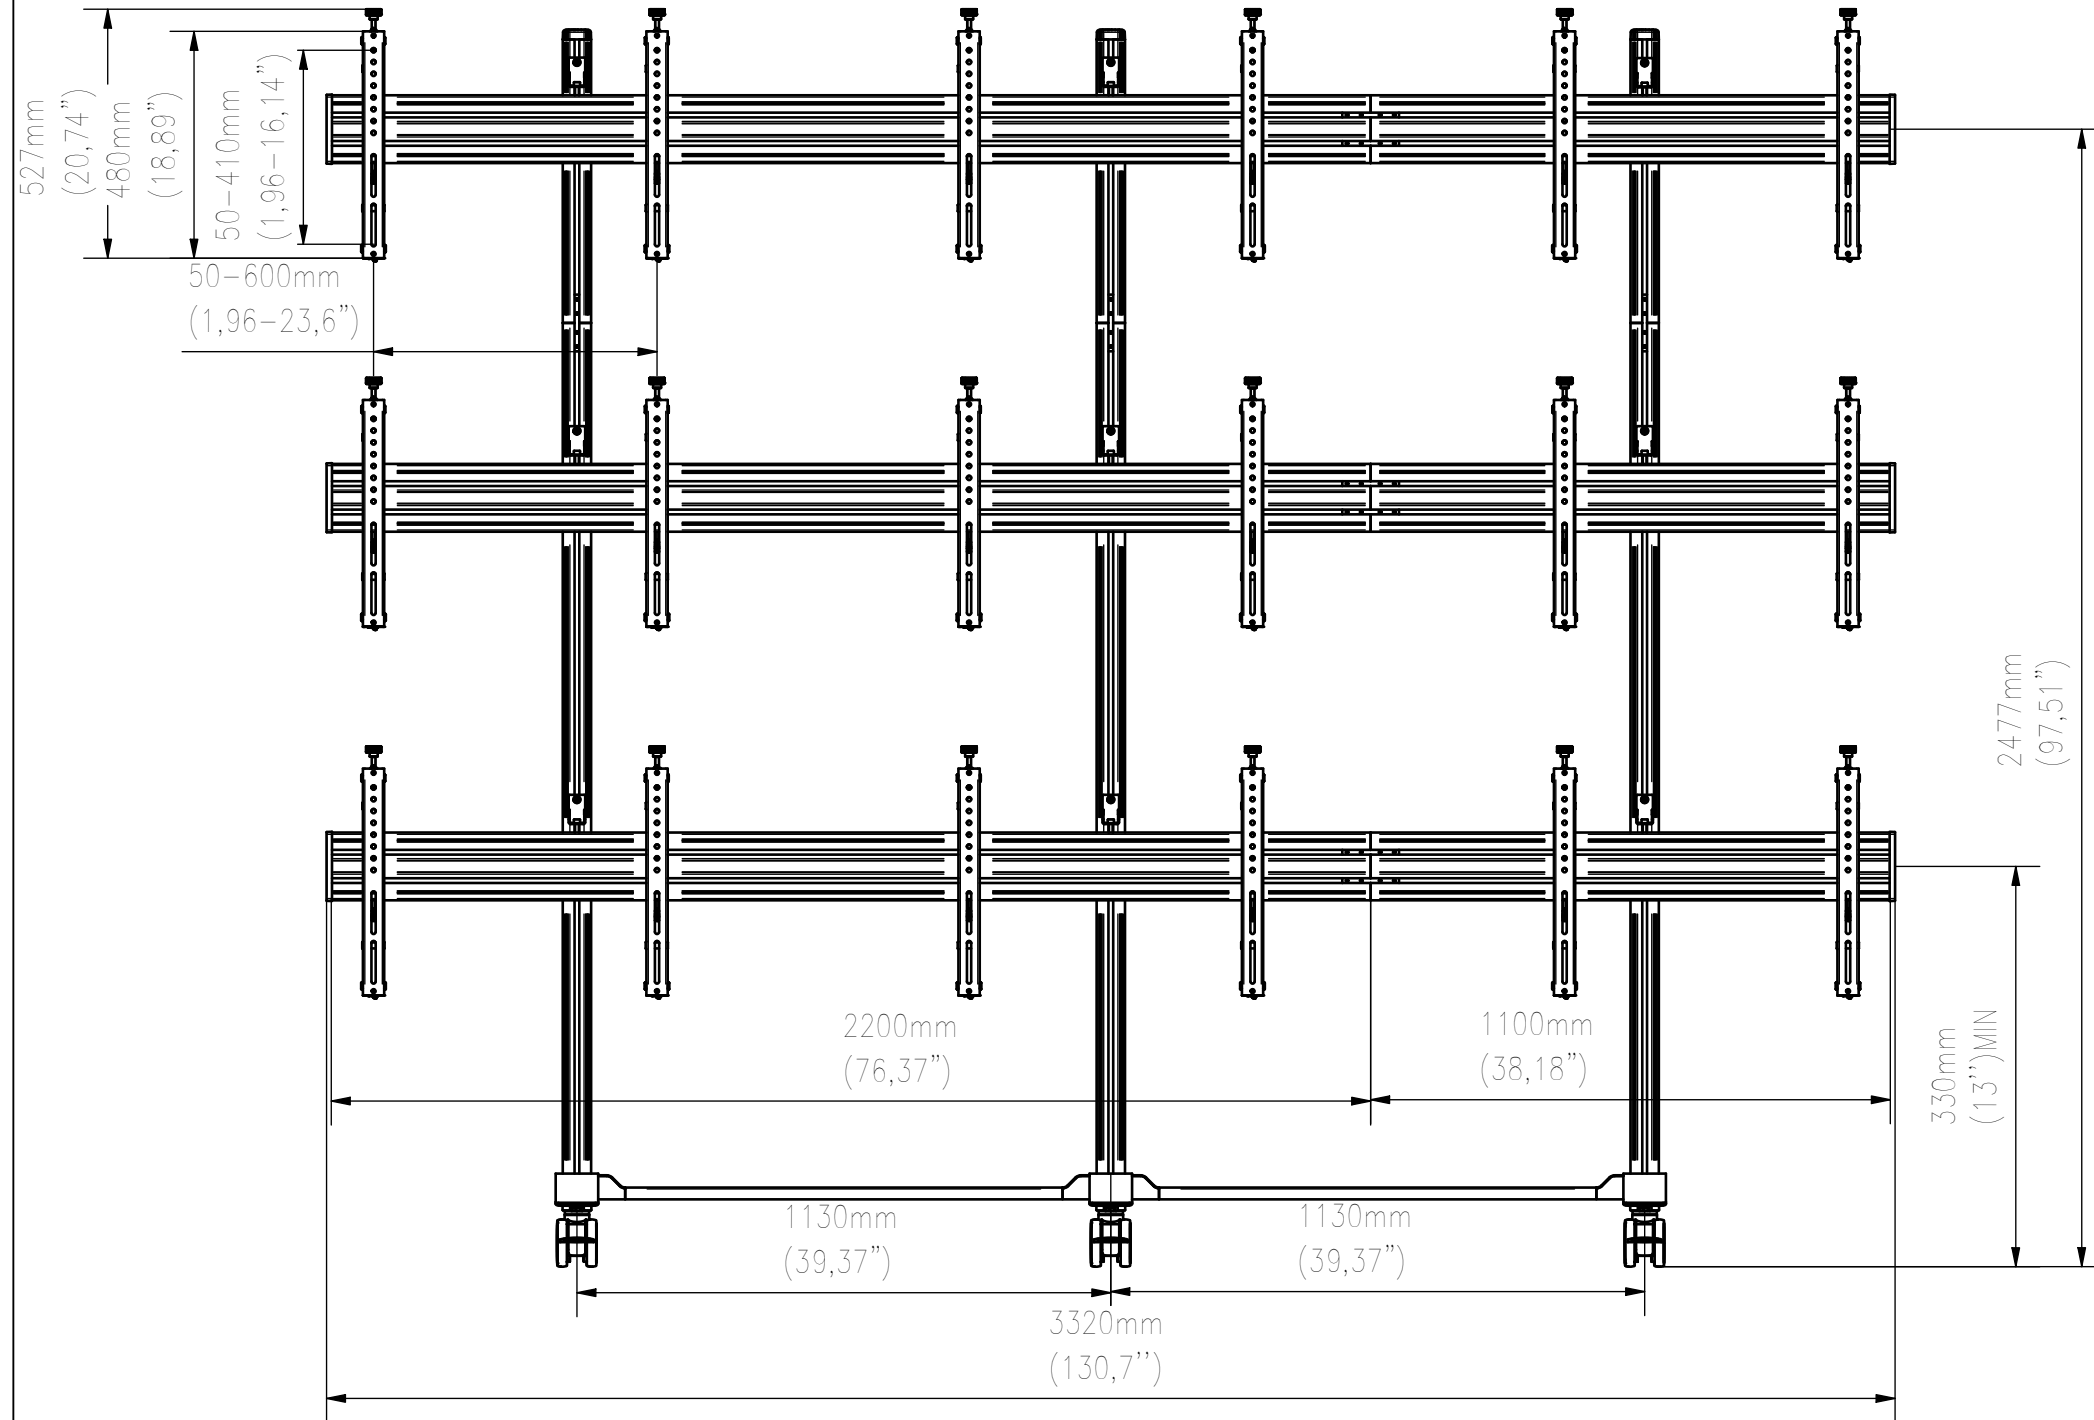 527mm
(20,74")
480mm
(18,89")
50-410mm
(1,96-16,14")
50-600mm
(1,96-23,6")
2477mm
(97,51")
330mm
(13'')MIN
2200mm
(76,37")
1100mm
(38,18")
1130mm
(39,37")
1130mm
(39,37")
3320mm
(130,7'')